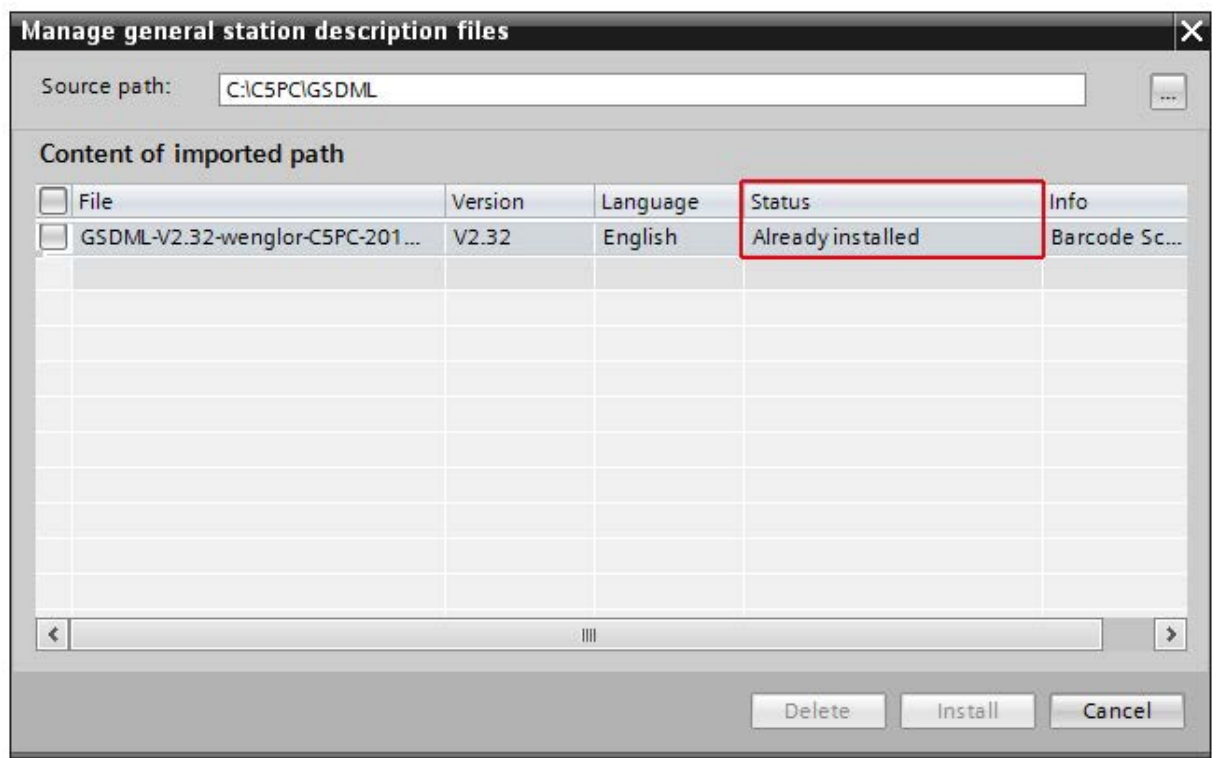 Manage general station description files
Source path: C:\C5PC\GSDML ...
Content of imported path
File Version Language Status Info
GSDML-V2.32-wenglor-C5PC-201... V2.32 English Already installed Barcode Sc...
Delete Install Cancel